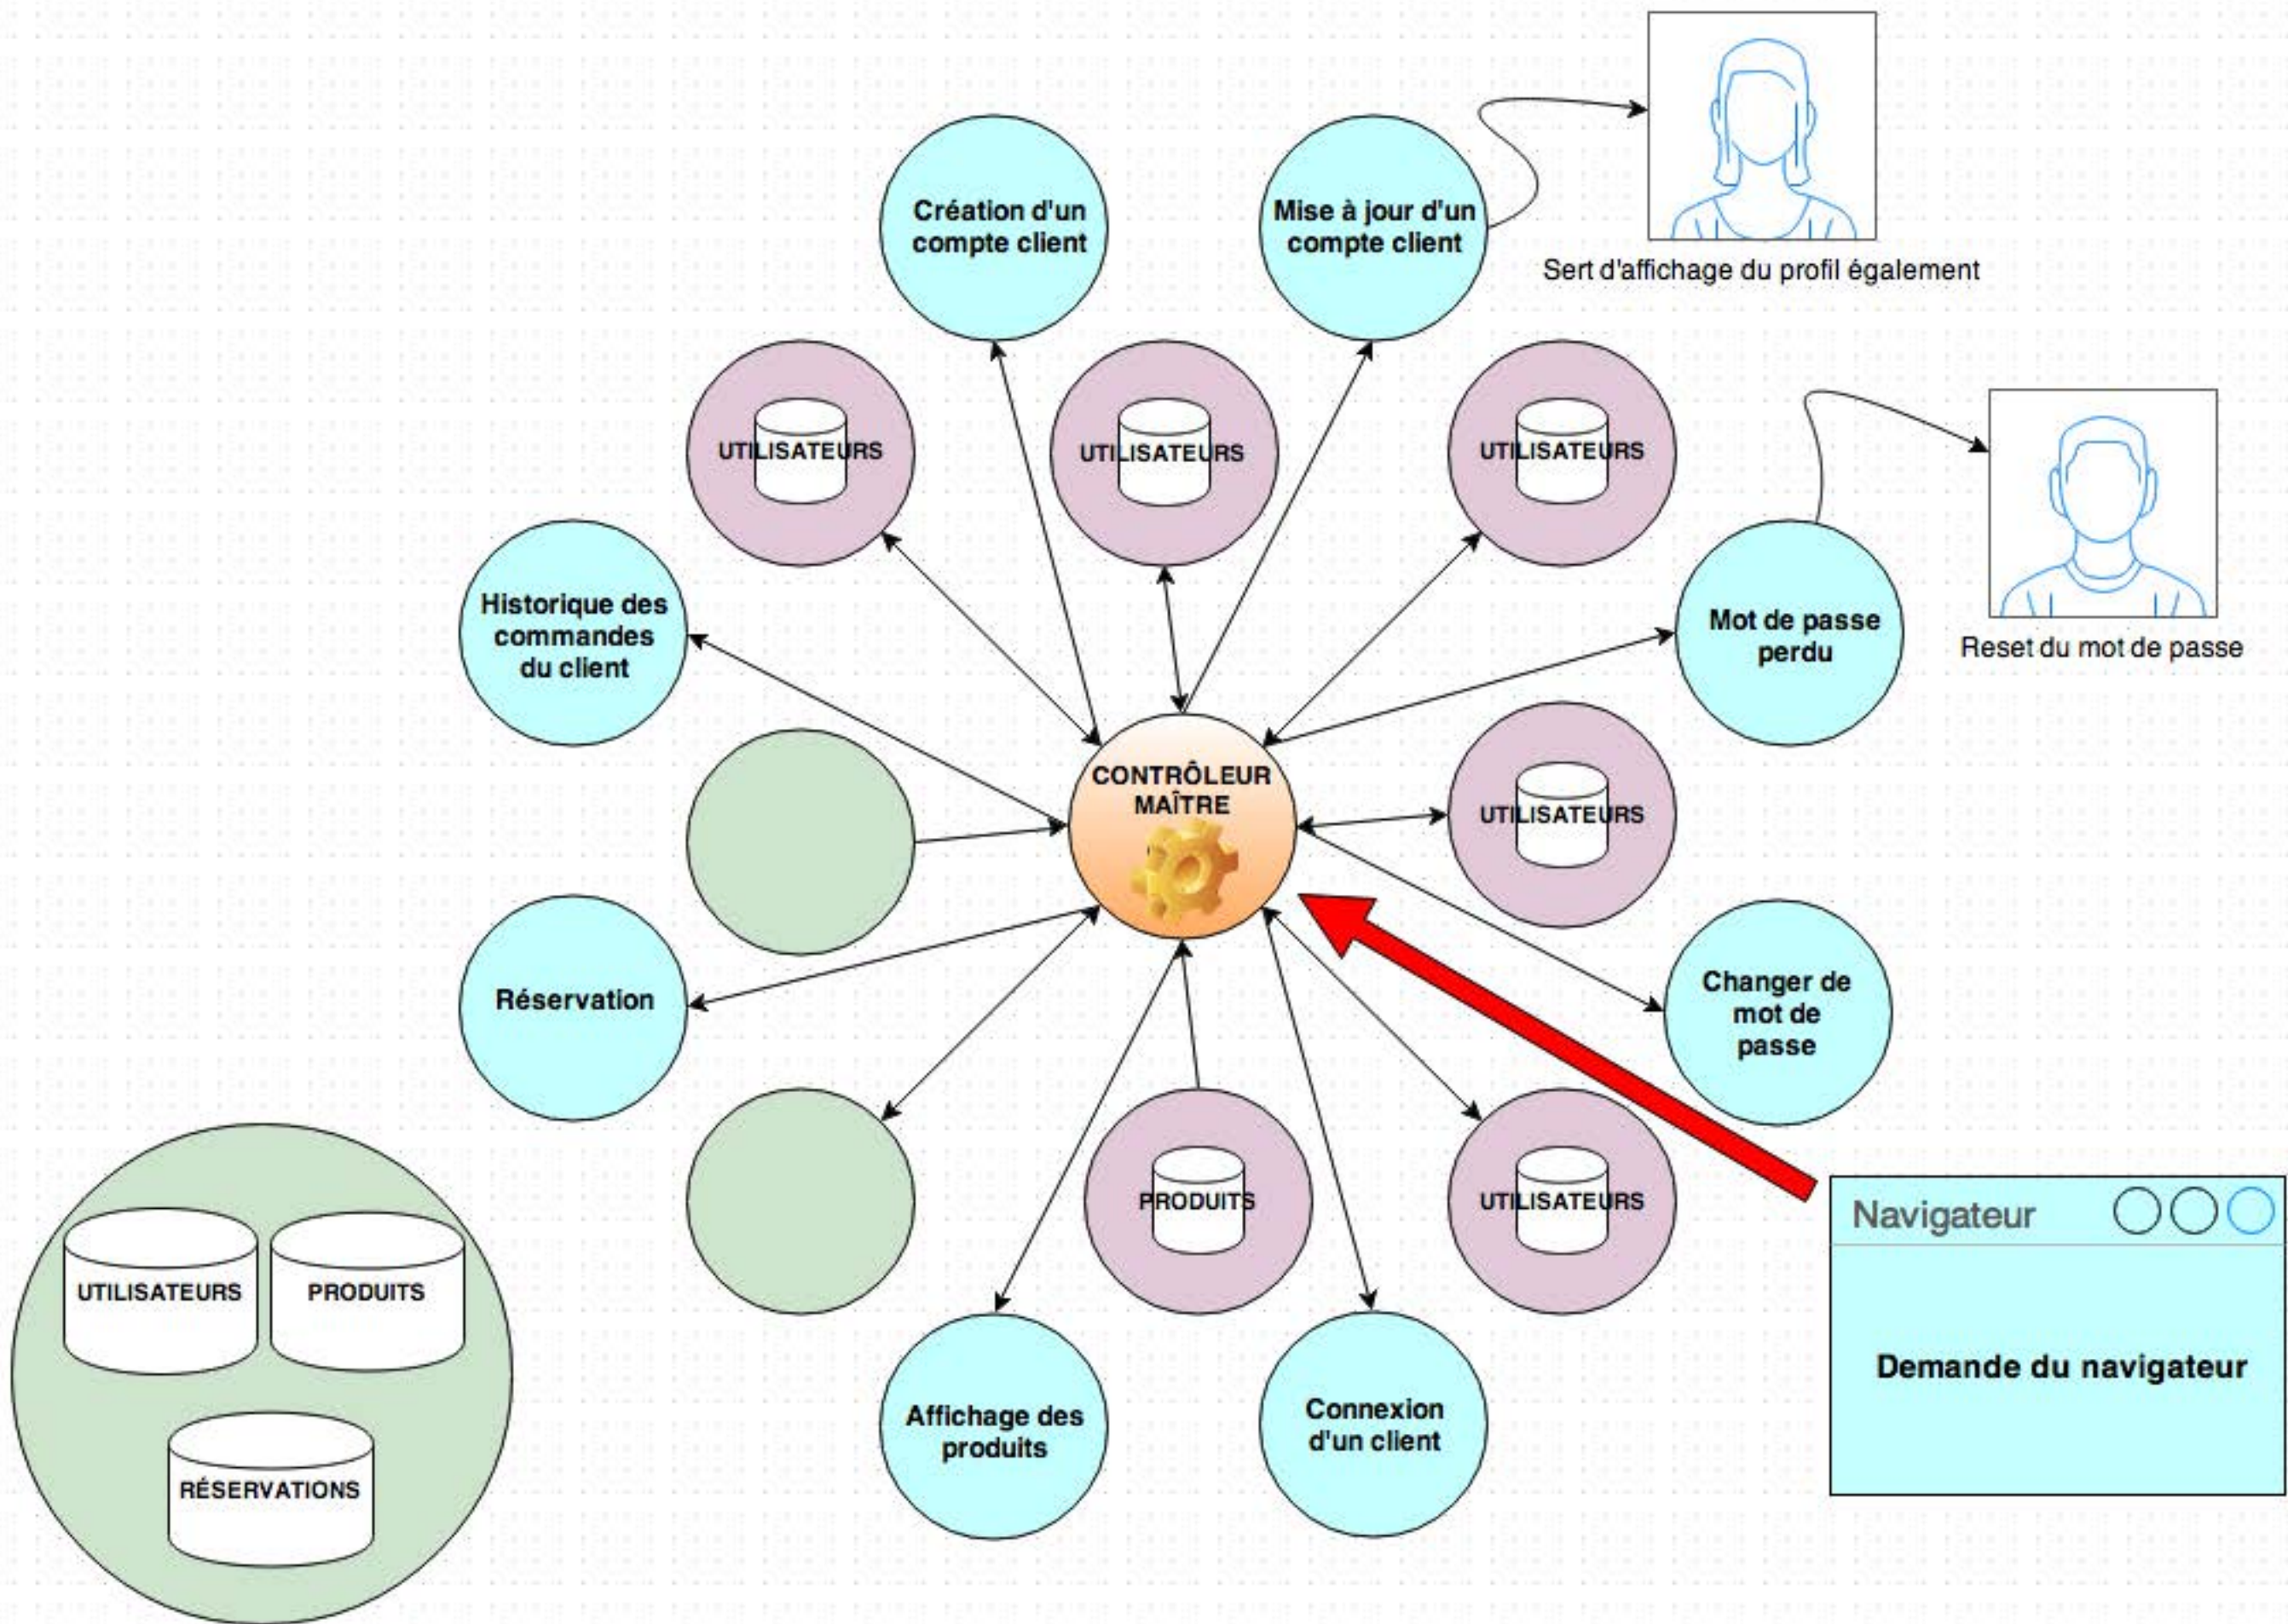 Création d'un
compte client
Mise à jour d'un
compte client
Sert d'affichage du profil également
UTILISATEURS
UTILISATEURS
UTILISATEURS
Historique des
commandes
du client
Mot de passe
perdu
Reset du mot de passe
CONTRÔLEUR
MAÎTRE
UTILISATEURS
Réservation
Changer de
mot de
passe
PRODUITS
UTILISATEURS
Navigateur
Demande du navigateur
UTILISATEURS
PRODUITS
RÉSERVATIONS
Affichage des
produits
Connexion
d'un client